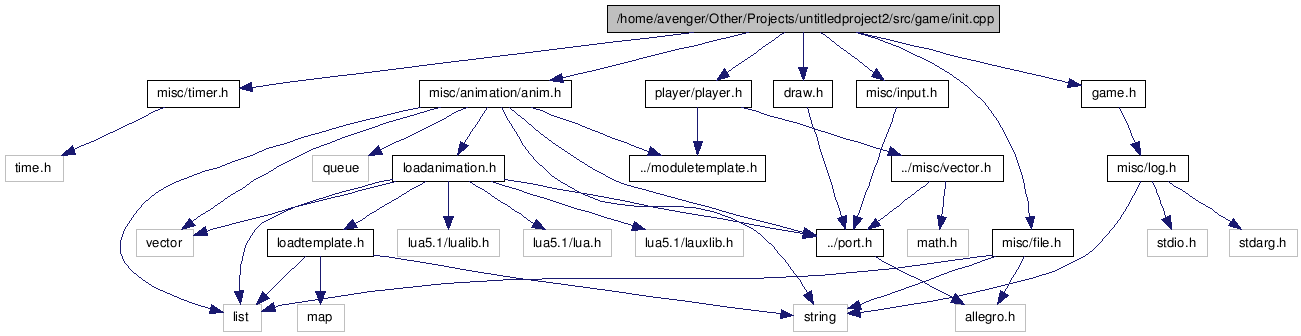 /home/avenger/Other/Projects/untitledproject2/src/game/init.cpp
misc/timer.h
misc/animation/anim.h
player/player.h
draw.h
misc/input.h
game.h
time.h
queue
loadanimation.h
../moduletemplate.h
../misc/vector.h
misc/log.h
vector
loadtemplate.h
lua5.1/lualib.h
lua5.1/lua.h
lua5.1/lauxlib.h
../port.h
math.h
misc/file.h
stdio.h
stdarg.h
list
map
string
allegro.h